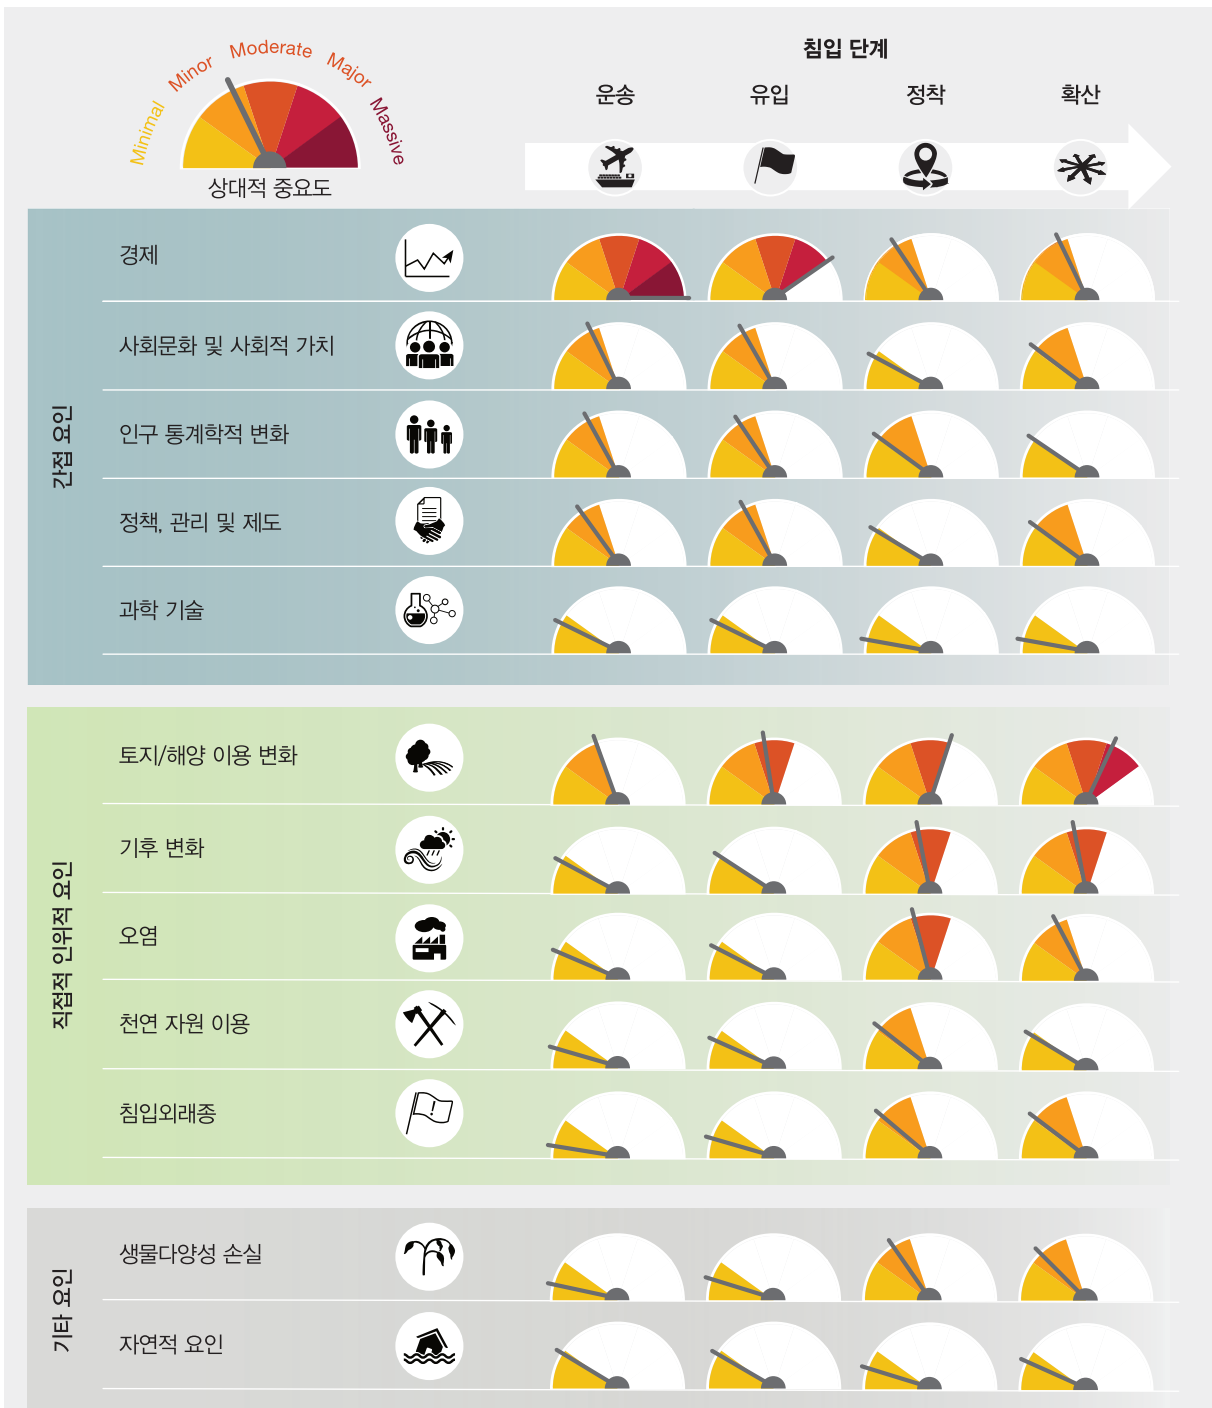 Minimal
Minor
Moderate
Major
Massive
상대적 중요도
침입 단계
운송
유입
정착
확산
간접 요인
경제
사회문화 및 사회적 가치
인구 통계학적 변화
정책, 관리 및 제도
과학 기술
직접적 인위적 요인
토지/해양 이용 변화
기후 변화
오염
천연 자원 이용
침입외래종
기타 요인
생물다양성 손실
자연적 요인